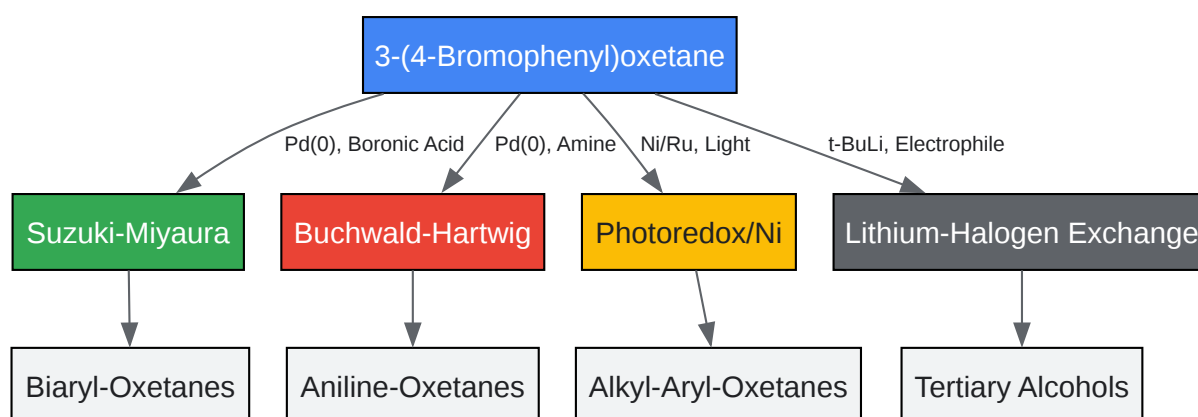 3-(4-Bromophenyl)oxetane
Pd(0), Boronic Acid
Pd(0), Amine
Ni/Ru, Light
t-BuLi, Electrophile
Suzuki-Miyaura
Buchwald-Hartwig
Photoredox/Ni
Lithium-Halogen Exchange
Biaryl-Oxetanes
Aniline-Oxetanes
Alkyl-Aryl-Oxetanes
Tertiary Alcohols